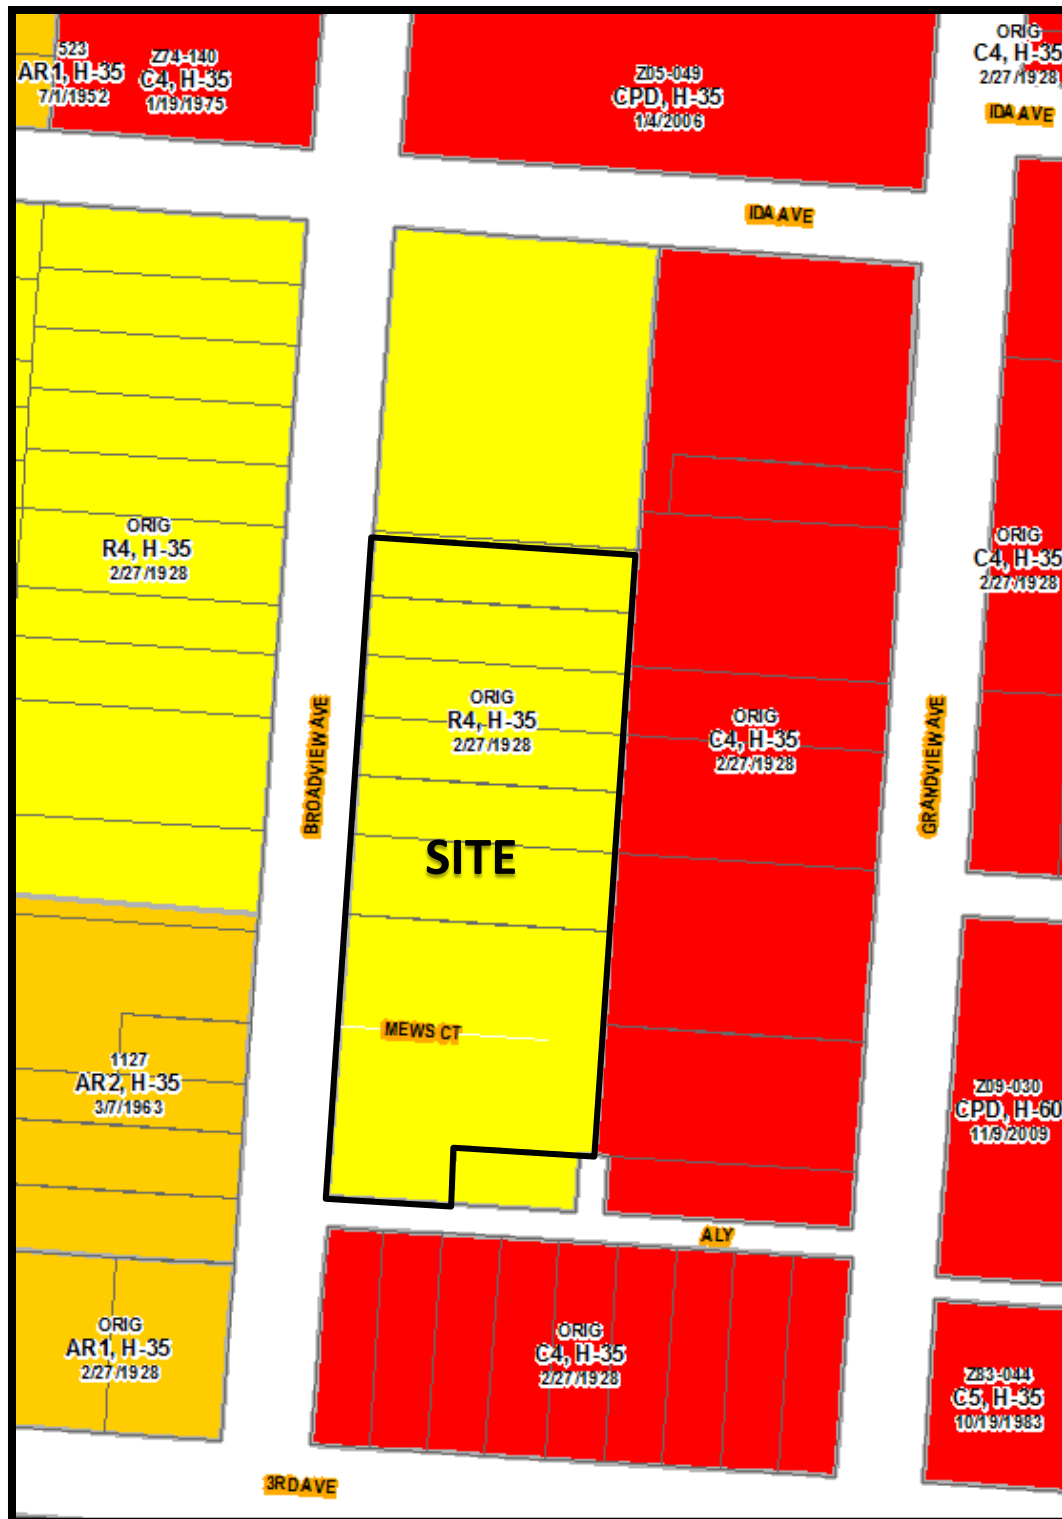 523
AR1, H-35
7/1/1952
Z74-140
C4, H-35
1/19/1975
Z05-049
CPD, H-35
1/4/2006
ORIG
C4, H-35
2/27/1928
IDA AVE
IDA AVE
ORIG
R4, H-35
2/27/1928
ORIG
C4, H-35
2/27/1928
BROADVIEW AVE
ORIG
R4, H-35
2/27/1928
ORIG
C4, H-35
2/27/1928
GRANDVIEW AVE
SITE
MEWS CT
1127
AR2, H-35
3/7/1963
Z09-030
CPD, H-60
11/9/2009
ALY
ORIG
AR1, H-35
2/27/1928
ORIG
C4, H-35
2/27/1928
Z83-044
C5, H-35
10/19/1983
3RD AVE